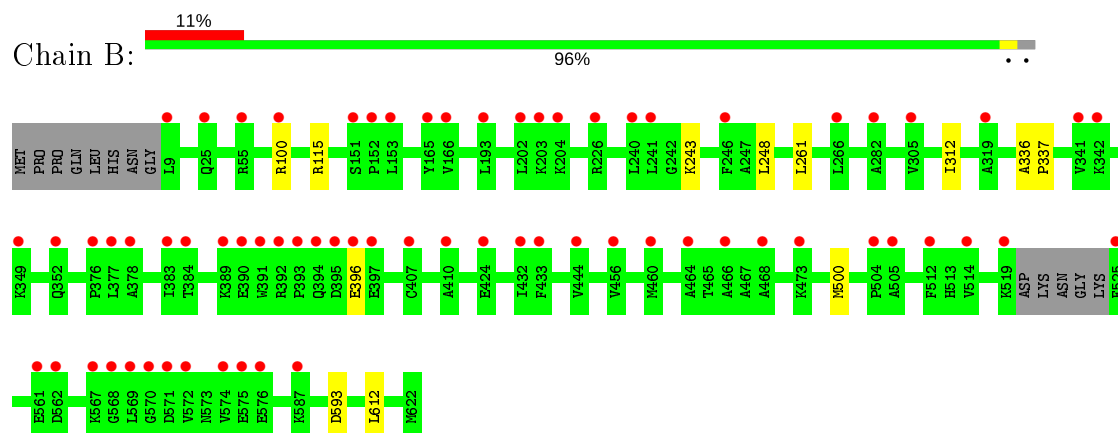 11%
Chain B:
96%
. .
MET PRO PRO GLN LEU HIS ASN GLY L9 Q25 R55 R100 R115 S151 P152 L153 Y165 V166 L193 L202 K203 K204 R226 L240 L241 G242 K243 F246 A247 L248 L261 L266 A282 V305 I312 A319 A336 P337 V341 K342
K349 Q352 P376 L377 A378 I383 T384 K389 E390 W391 R392 P393 Q394 D395 E396 E397 C407 A410 E424 I432 F433 V444 V456 M460 A464 T465 A466 A467 A468 K473 M500 P504 A505 F512 H513 V514 K519 ASP LYS ASN GLY LYS
E561 D562 K567 G568 L569 G570 D571 V572 N573 V574 E575 E576 K587 D593 L612 M622